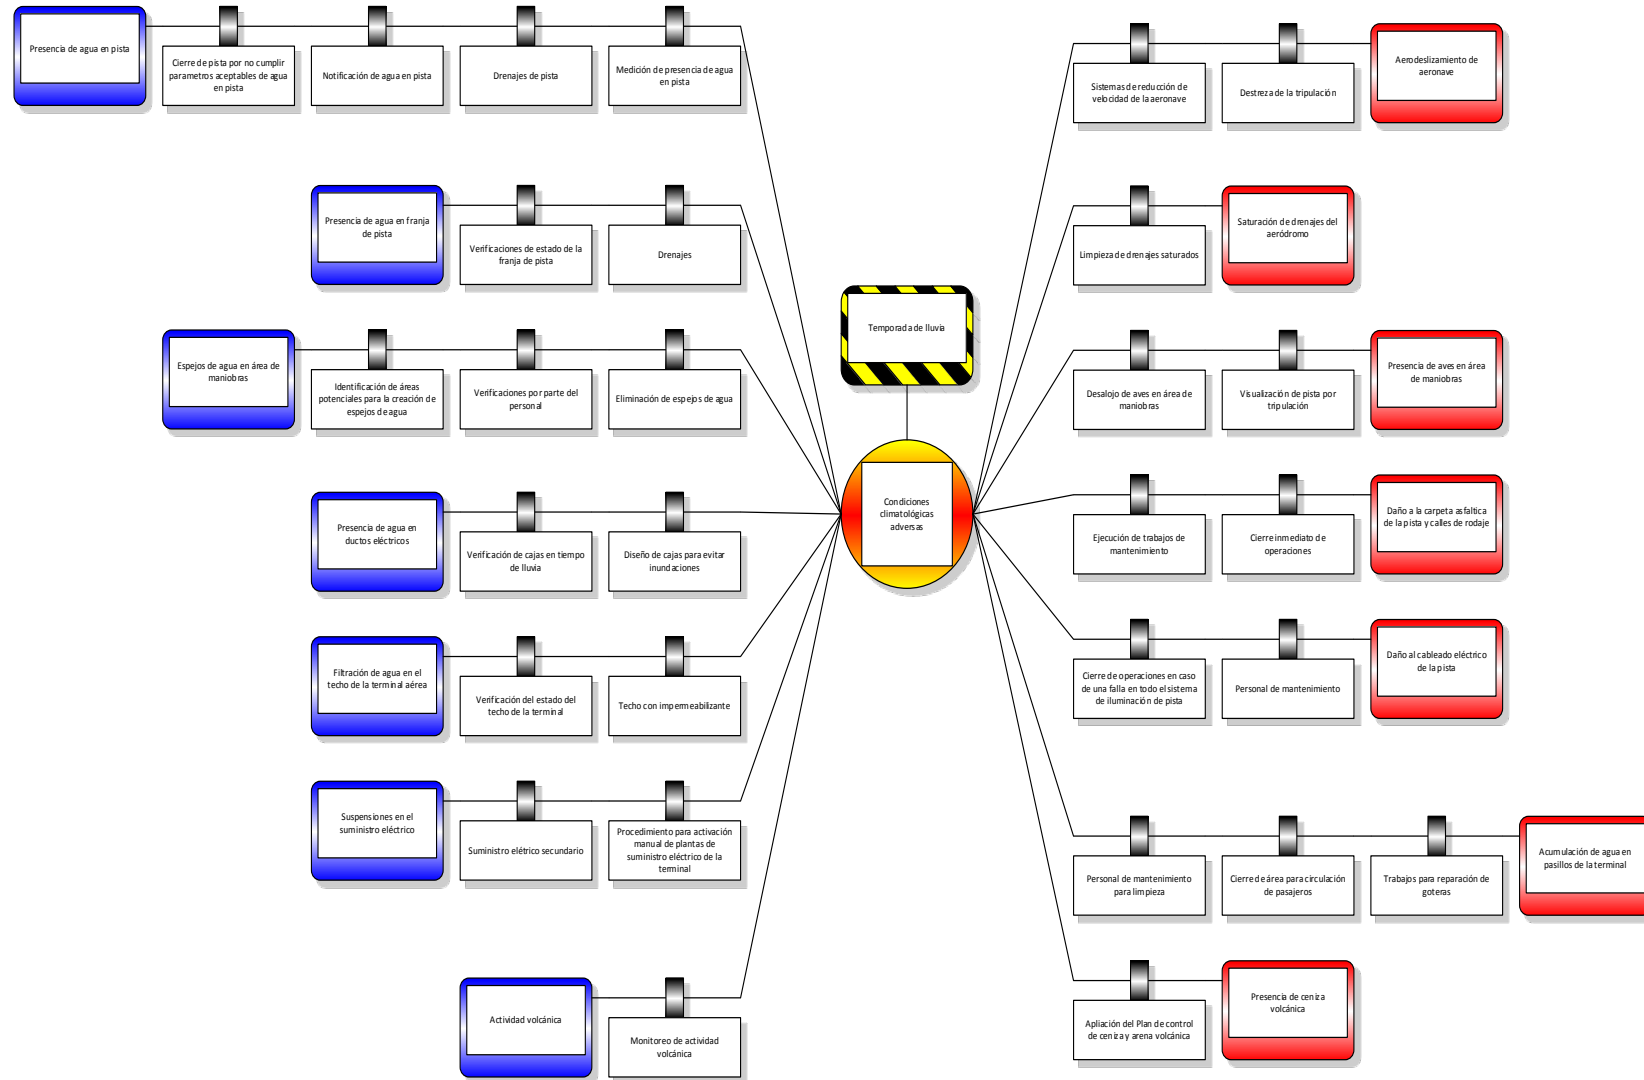 Presencia de agua en pista
Cierre de pista por no cumplir
parametros aceptables de agua
en pista
Notificación de agua en pista
Drenajes de pista
Medición de presencia de agua
en pista
Presencia de agua en franja
de pista
Verificaciones de estado de la
franja de pista
Drenajes
Espejos de agua en área de
maniobras
Identificación de áreas
potenciales para la creación de
espejos de agua
Verificaciones por parte del
personal
Eliminación de espejos de agua
Presencia de agua en
ductos eléctricos
Verificación de cajas en tiempo
de lluvia
Diseño de cajas para evitar
inundaciones
Filtración de agua en el
techo de la terminal aérea
Verificación del estado del
techo de la terminal
Techo con impermeabilizante
Suspensiones en el
suministro eléctrico
Suministro elétrico secundario
Procedimiento para activación
manual de plantas de
suministro eléctrico de la
terminal
Actividad volcánica
Monitoreo de actividad
volcánica
Temporada de lluvia
Condiciones
climatológicas
adversas
Sistemas de reducción de
velocidad de la aeronave
Destreza de la tripulación
Aerodeslizamiento de
aeronave
Limpieza de drenajes saturados
Saturación de drenajes del
aeródromo
Desalojo de aves en área de
maniobras
Visualización de pista por
tripulación
Presencia de aves en área
de maniobras
Ejecución de trabajos de
mantenimiento
Cierre inmediato de
operaciones
Daño a la carpeta asfaltica
de la pista y calles de rodaje
Cierre de operaciones en caso
de una falla en todo el sistema
de iluminación de pista
Personal de mantenimiento
Daño al cableado eléctrico
de la pista
Personal de mantenimiento
para limpieza
Cierre de área para circulación
de pasajeros
Trabajos para reparación de
goteras
Acumulación de agua en
pasillos de la terminal
Apliación del Plan de control
de ceniza y arena volcánica
Presencia de ceniza
volcánica